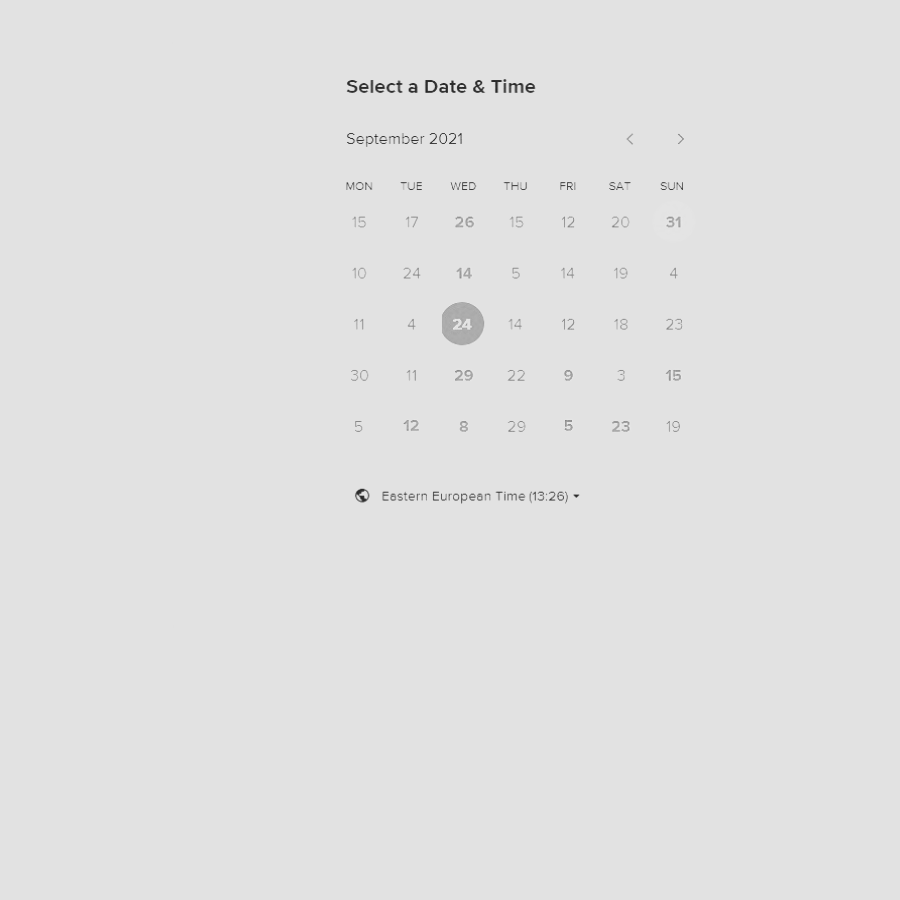 Select a Date & Time
September 2021
MON TUE WED THU FRI SAT SUN
15 17 26 15 12 20 31
10 24 14 5 14 19 4
11 4 24 14 12 18 23
30 11 29 22 9 3 15
5 12 8 29 5 23 19
Eastern European Time (13:26)